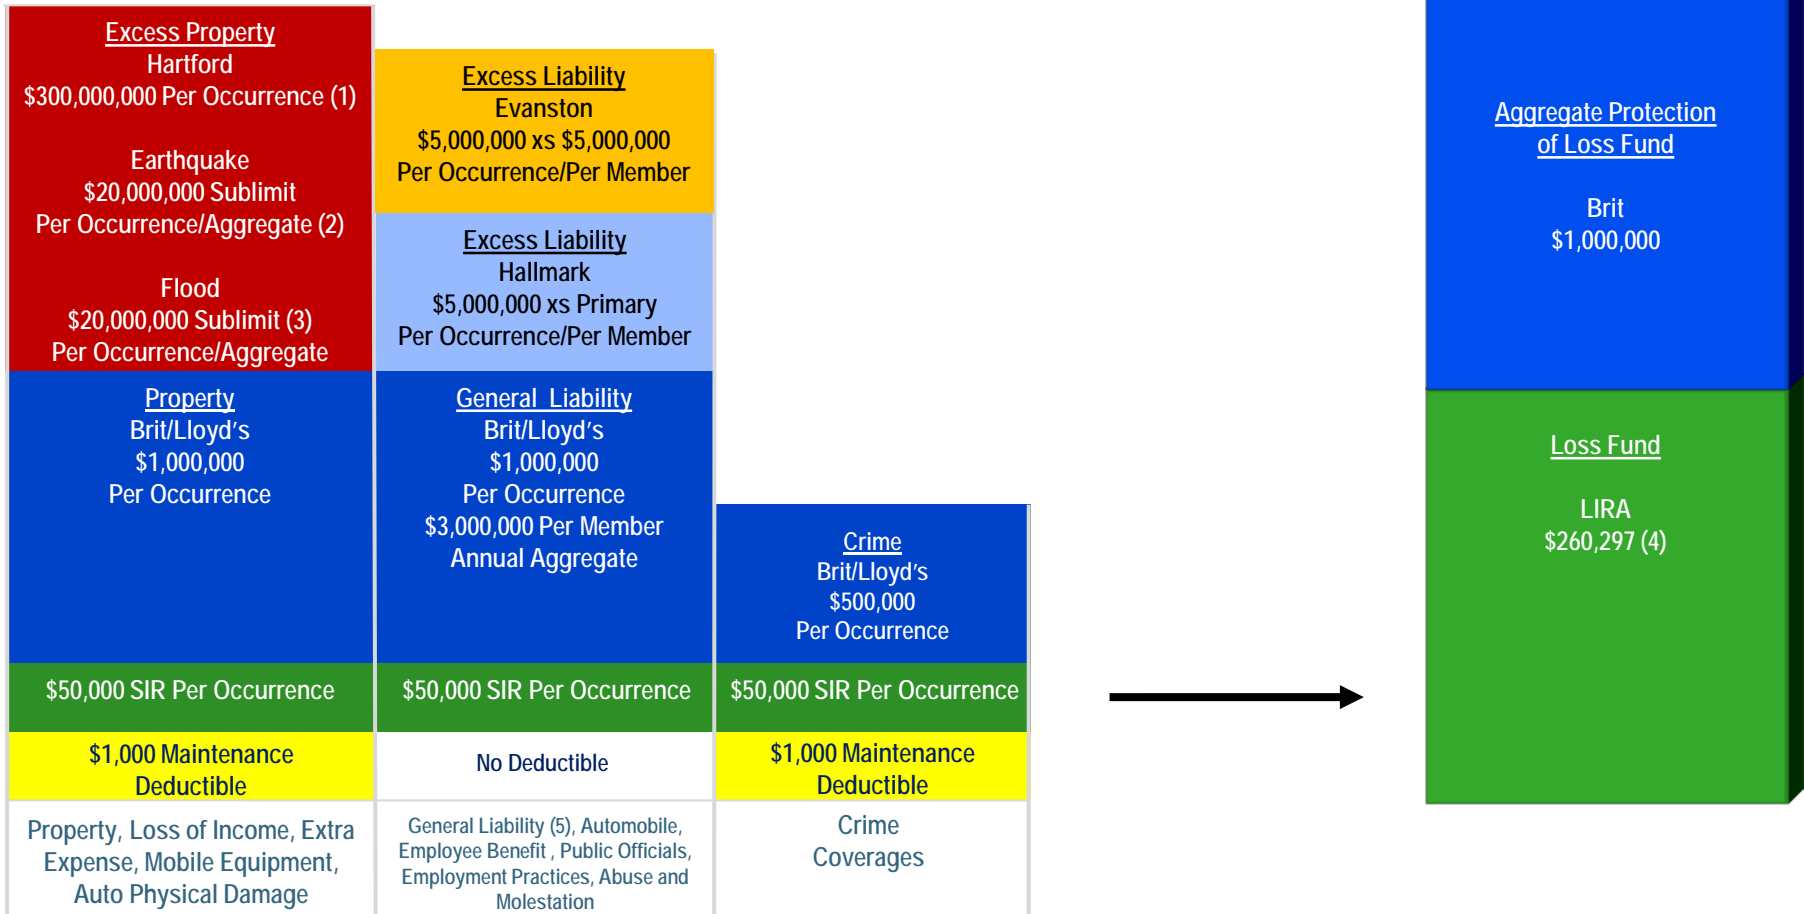 Excess Property
Hartford
$300,000,000 Per Occurrence (1)
Earthquake
$20,000,000 Sublimit
Per Occurrence/Aggregate (2)
Flood
$20,000,000 Sublimit (3)
Per Occurrence/Aggregate
Property
Brit/Lloyd's
$1,000,000
Per Occurrence
$50,000 SIR Per Occurrence
$1,000 Maintenance
Deductible
Property, Loss of Income, Extra
Expense, Mobile Equipment,
Auto Physical Damage
Excess Liability
Evanston
$5,000,000 xs $5,000,000
Per Occurrence/Per Member
Excess Liability
Hallmark
$5,000,000 xs Primary
Per Occurrence/Per Member
General Liability
Brit/Lloyd's
$1,000,000
Per Occurrence
$3,000,000 Per Member
Annual Aggregate
$50,000 SIR Per Occurrence
No Deductible
General Liability (5), Automobile,
Employee Benefit , Public Officials,
Employment Practices, Abuse and
Molestation
Crime
Brit/Lloyd's
$500,000
Per Occurrence
$50,000 SIR Per Occurrence
$1,000 Maintenance
Deductible
Crime
Coverages
Aggregate Protection
of Loss Fund
Brit
$1,000,000
Loss Fund
LIRA
$260,297 (4)